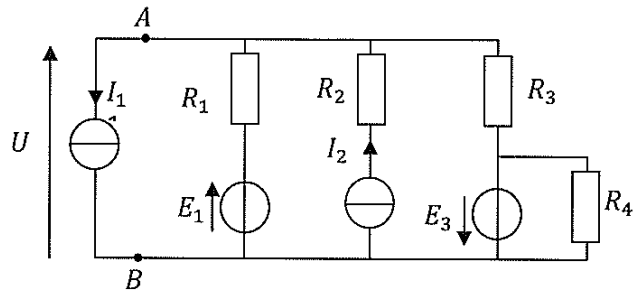 A
I₁
R₁
R₂
R₃
U
I₂
E₁
E₃
R₄
B